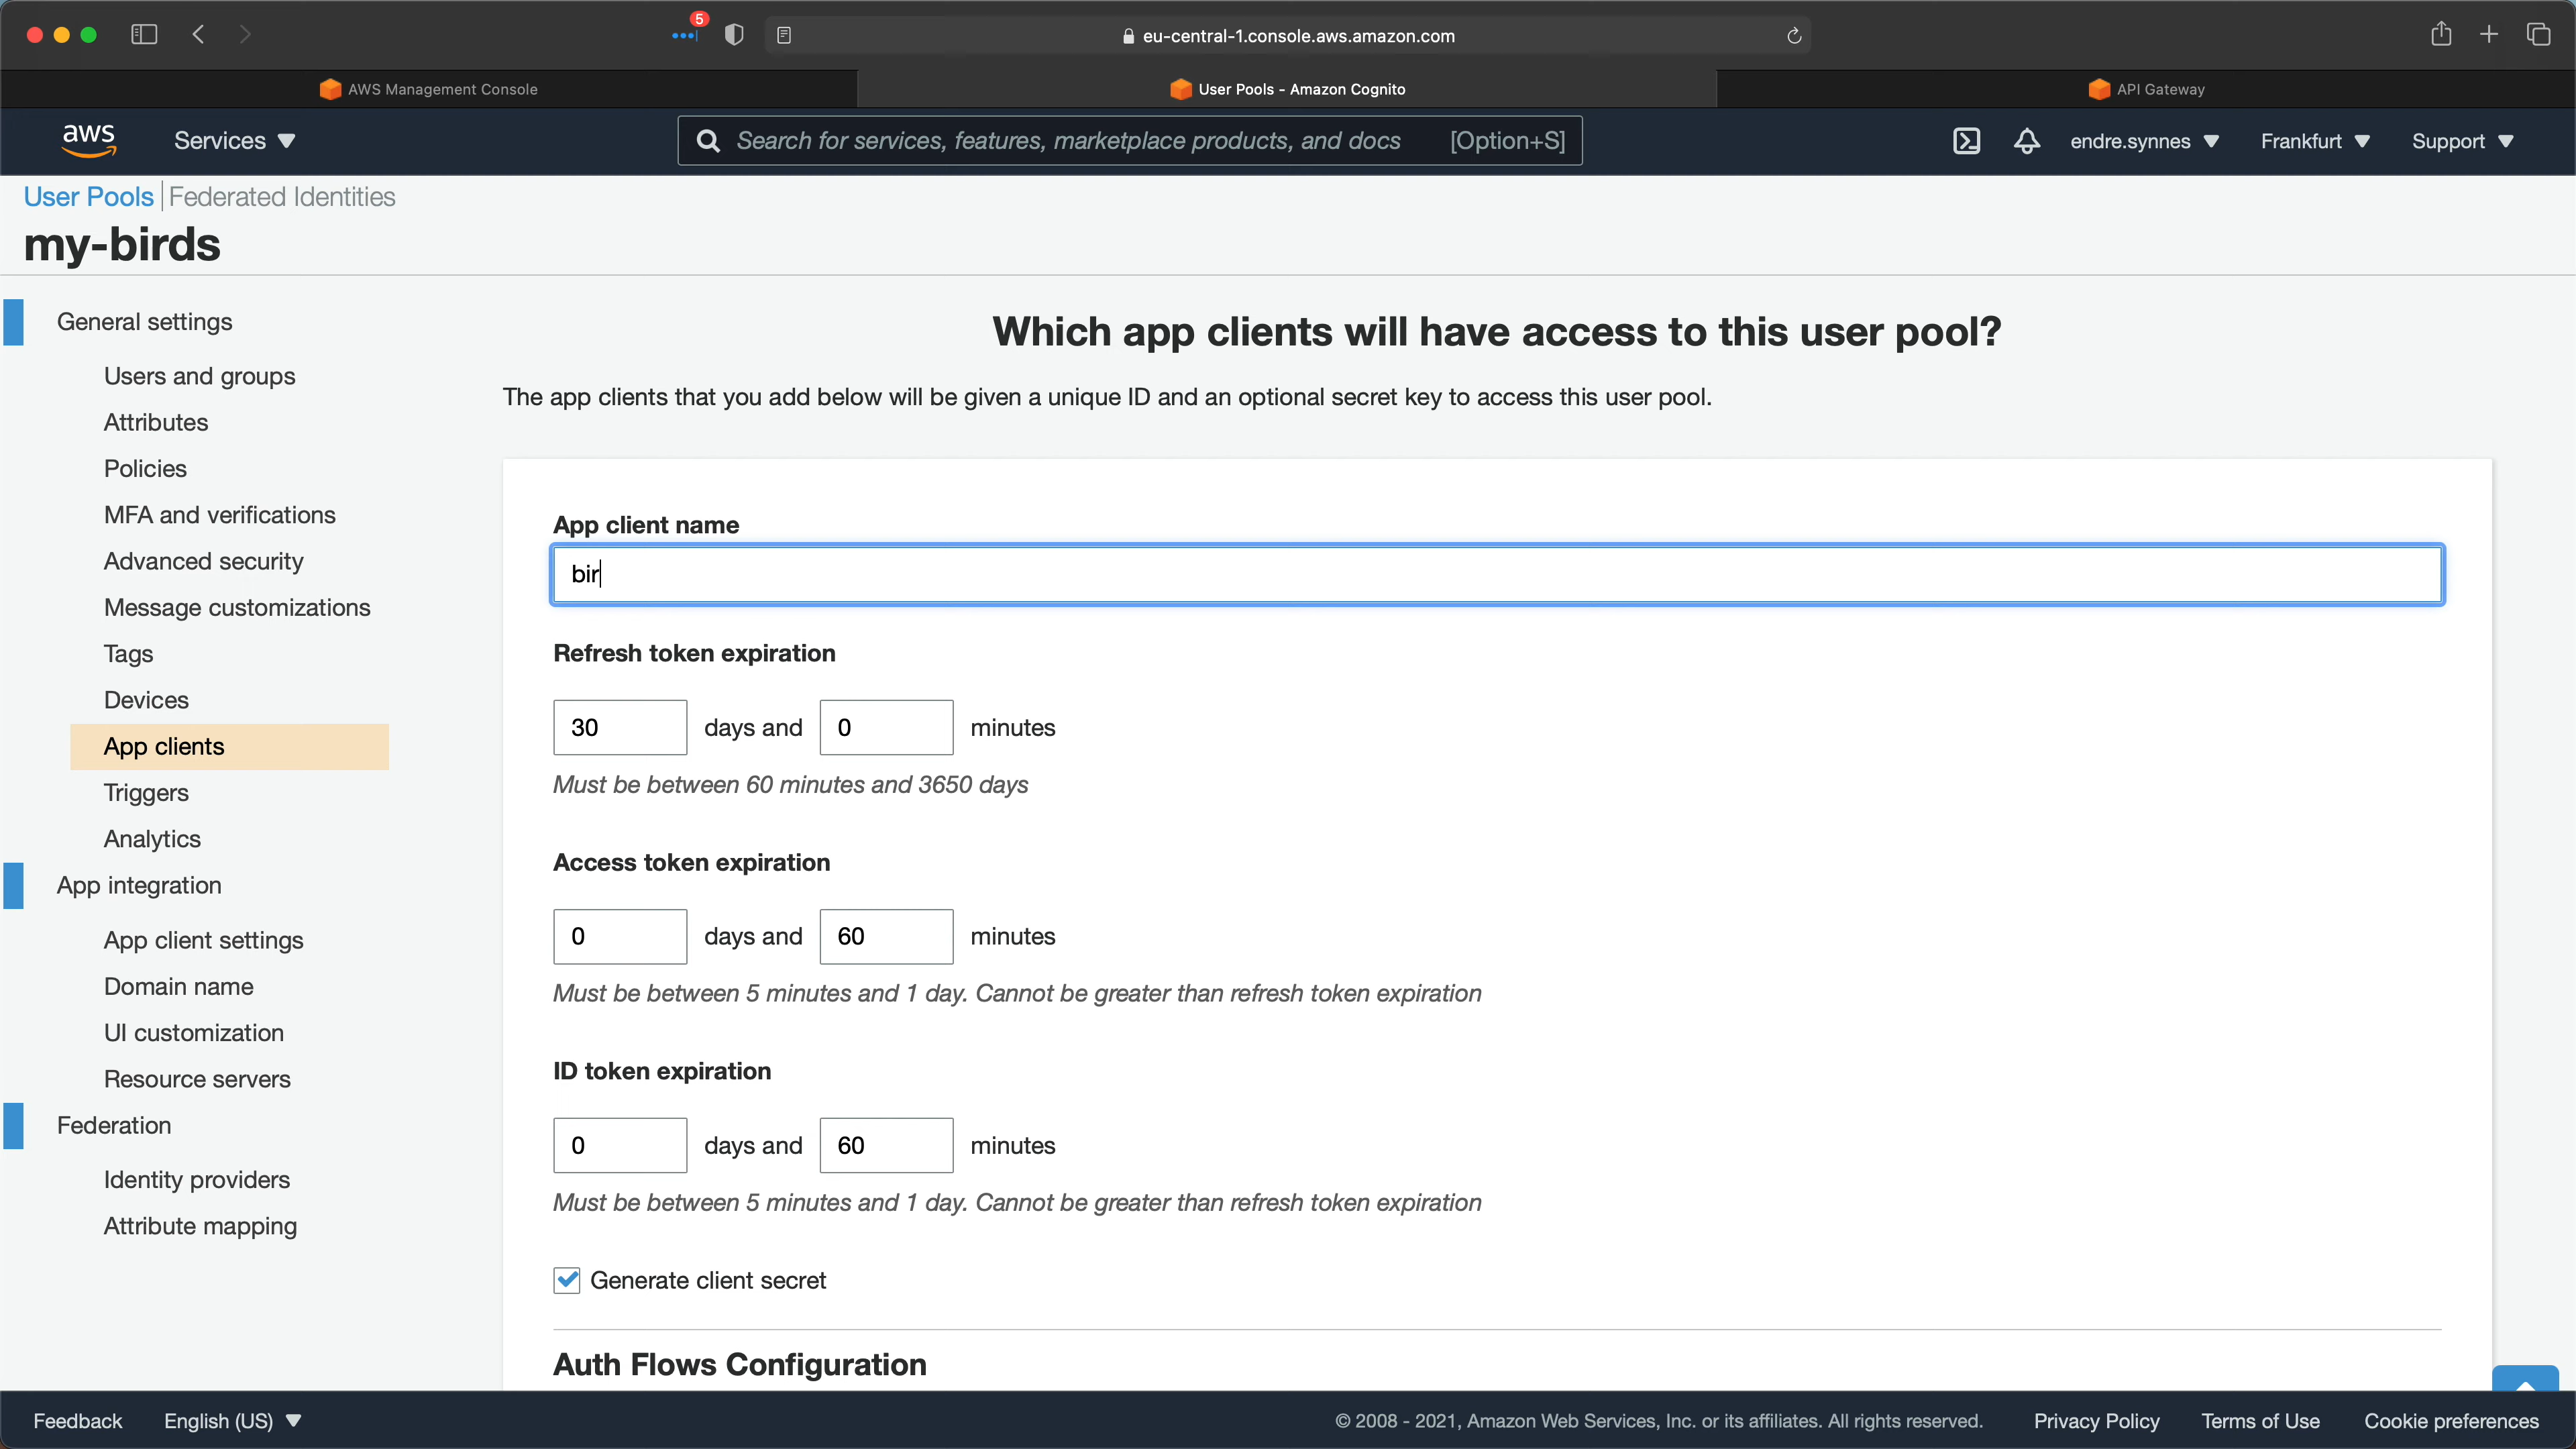 5
eu-central-1.console.aws.amazon.com
AWS Management Console
User Pools - Amazon Cognito
API Gateway
aws
Services
Search for services, features, marketplace products, and docs [Option+S]
endre.synnes
Frankfurt
Support
User Pools | Federated Identities
my-birds
General settings
Users and groups
Attributes
Policies
MFA and verifications
Advanced security
Message customizations
Tags
Devices
App clients
Triggers
Analytics
App integration
App client settings
Domain name
UI customization
Resource servers
Federation
Identity providers
Attribute mapping
Which app clients will have access to this user pool?
The app clients that you add below will be given a unique ID and an optional secret key to access this user pool.
App client name
bir
Refresh token expiration
30 days and 0 minutes
Must be between 60 minutes and 3650 days
Access token expiration
0 days and 60 minutes
Must be between 5 minutes and 1 day. Cannot be greater than refresh token expiration
ID token expiration
0 days and 60 minutes
Must be between 5 minutes and 1 day. Cannot be greater than refresh token expiration
Generate client secret
Auth Flows Configuration
Feedback
English (US)
© 2008 - 2021, Amazon Web Services, Inc. or its affiliates. All rights reserved.
Privacy Policy
Terms of Use
Cookie preferences